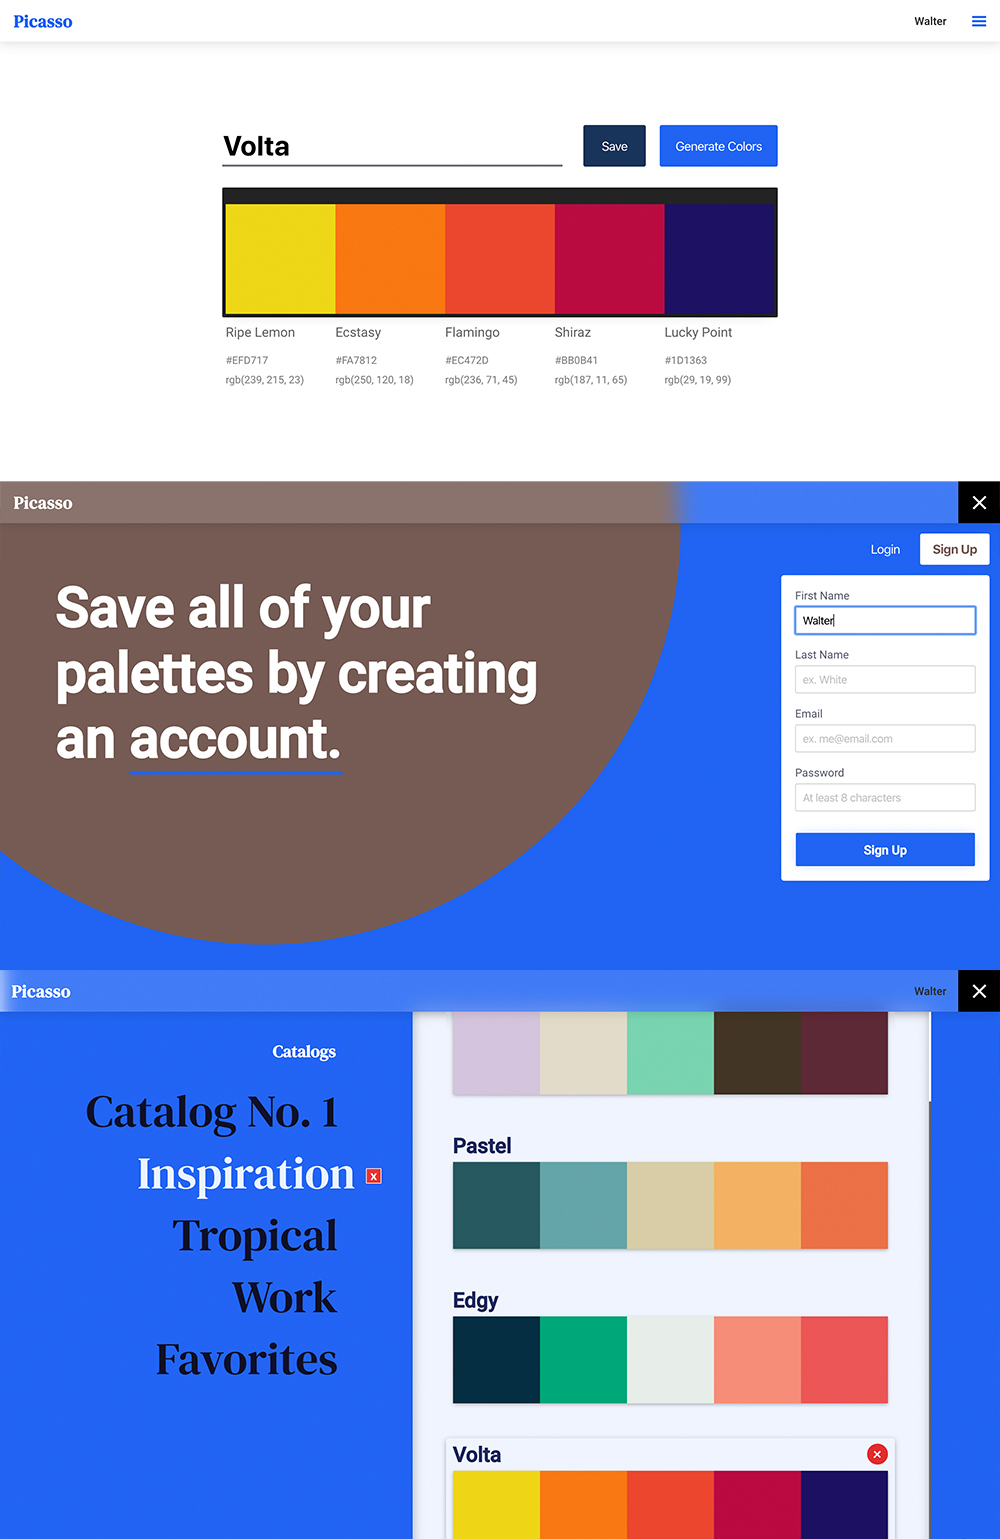 Picasso
Walter
Volta
Save
Generate Colors
Ripe Lemon
Ecstasy
Flamingo
Shiraz
Lucky Point
#EFD717
#FA7812
#EC472D
#BB0B41
#1D1363
rgb(239, 215, 23)
rgb(250, 120, 18)
rgb(236, 71, 45)
rgb(187, 11, 65)
rgb(29, 19, 99)
Picasso
Login
Sign Up
Save all of your
palettes by creating
an account.
First Name
Walter
Last Name
ex. White
Email
ex. me@email.com
Password
At least 8 characters
Sign Up
Picasso
Walter
Catalogs
Catalog No. 1
Inspiration
x
Tropical
Work
Favorites
Pastel
Edgy
Volta